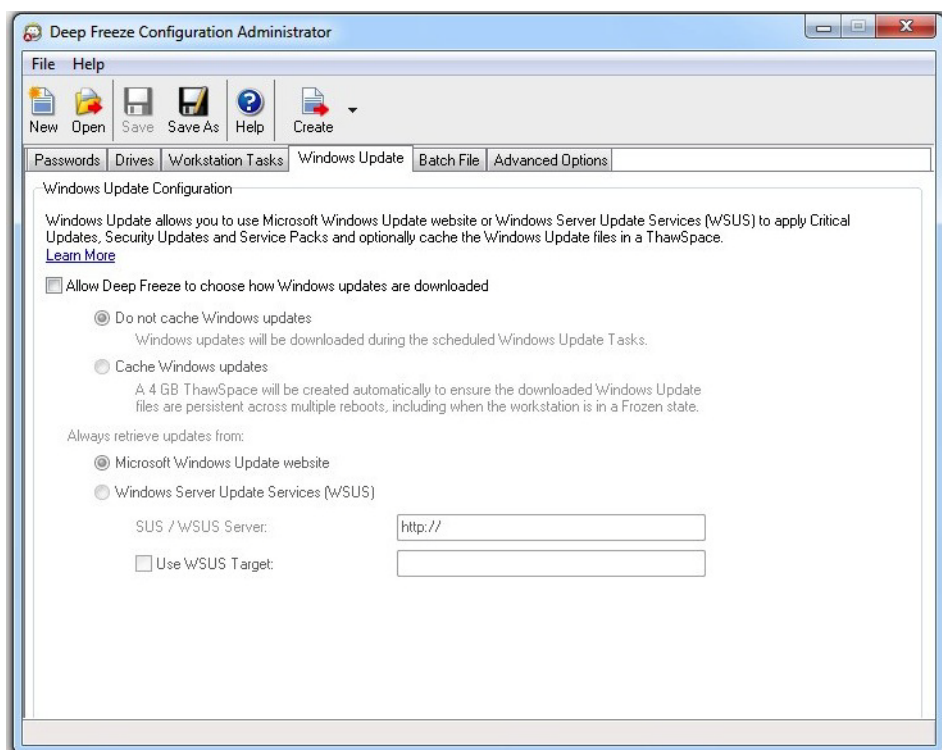 Deep Freeze Configuration Administrator
File Help
New Open Save Save As Help Create
Passwords Drives Workstation Tasks Windows Update Batch File Advanced Options
Windows Update Configuration
Windows Update allows you to use Microsoft Windows Update website or Windows Server Update Services (WSUS) to apply Critical
Updates, Security Updates and Service Packs and optionally cache the Windows Update files in a ThawSpace.
Learn More
Allow Deep Freeze to choose how Windows updates are downloaded
Do not cache Windows updates
Windows updates will be downloaded during the scheduled Windows Update Tasks.
Cache Windows updates
A 4 GB ThawSpace will be created automatically to ensure the downloaded Windows Update
files are persistent across multiple reboots, including when the workstation is in a Frozen state.
Always retrieve updates from:
Microsoft Windows Update website
Windows Server Update Services (WSUS)
SUS / WSUS Server: http://
Use WSUS Target: